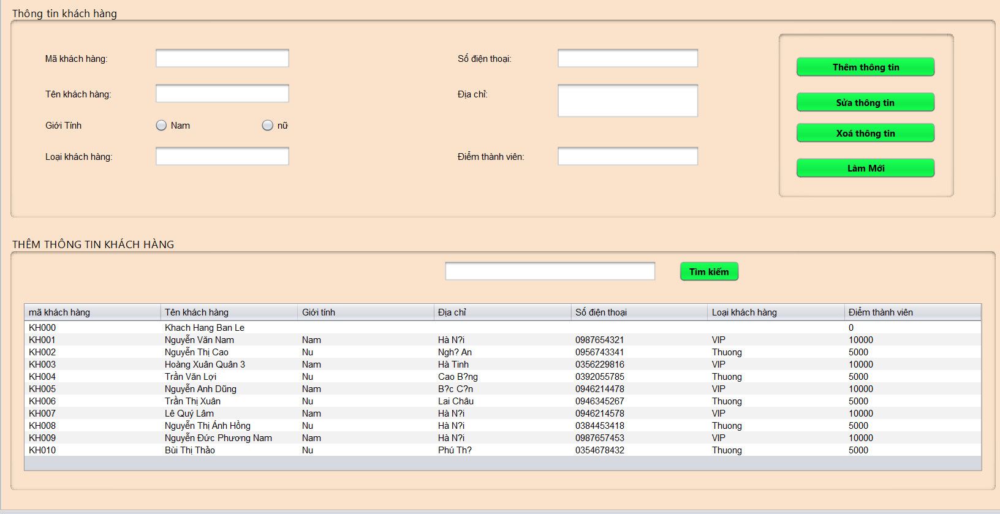 Thông tin khách hàng
Mã khách hàng: Số điện thoại: Thêm thông tin
Tên khách hàng: Địa chỉ: Sửa thông tin
Giới Tính Nam nữ Xoá thông tin
Loại khách hàng: Điểm thành viên: Làm Mới
THÊM THÔNG TIN KHÁCH HÀNG
Tìm kiếm
mã khách hàng Tên khách hàng Giới tính Địa chỉ Số điện thoại Loại khách hàng Điểm thành viên
KH000 Khach Hang Ban Le 0
KH001 Nguyễn Văn Nam Nam Hà N?i 0987654321 VIP 10000
KH002 Nguyễn Thị Cao Nu Ngh? An 0956743341 Thuong 5000
KH003 Hoàng Xuân Quân 3 Nam Hà Tinh 0356229816 VIP 10000
KH004 Trần Văn Lợi Nu Cao B?ng 0392055785 Thuong 5000
KH005 Nguyễn Anh Dũng Nam B?c C?n 0946214478 VIP 10000
KH006 Trần Thị Xuân Nu Lai Châu 0946345267 Thuong 5000
KH007 Lê Quý Lâm Nam Hà N?i 0946214578 VIP 10000
KH008 Nguyễn Thị Ánh Hồng Nu Hà N?i 0384453418 Thuong 5000
KH009 Nguyễn Đức Phương Nam Nam Hà N?i 0987657453 VIP 10000
KH010 Bùi Thị Thảo Nu Phú Th? 0354678432 Thuong 5000